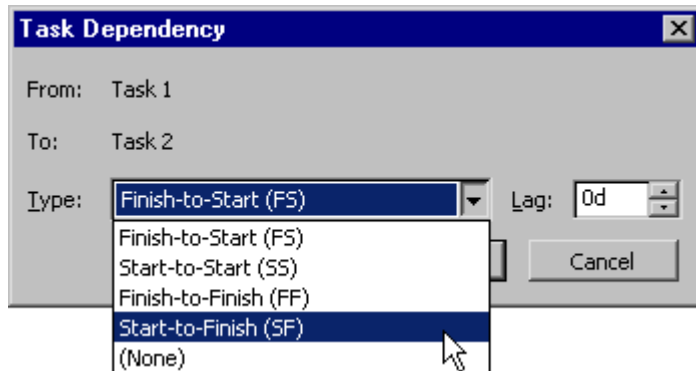 Task Dependency
From: Task 1
To: Task 2
Type: Finish-to-Start (FS) Lag: 0d
Finish-to-Start (FS)
Start-to-Start (SS)
Cancel
Finish-to-Finish (FF)
Start-to-Finish (SF)
(None)